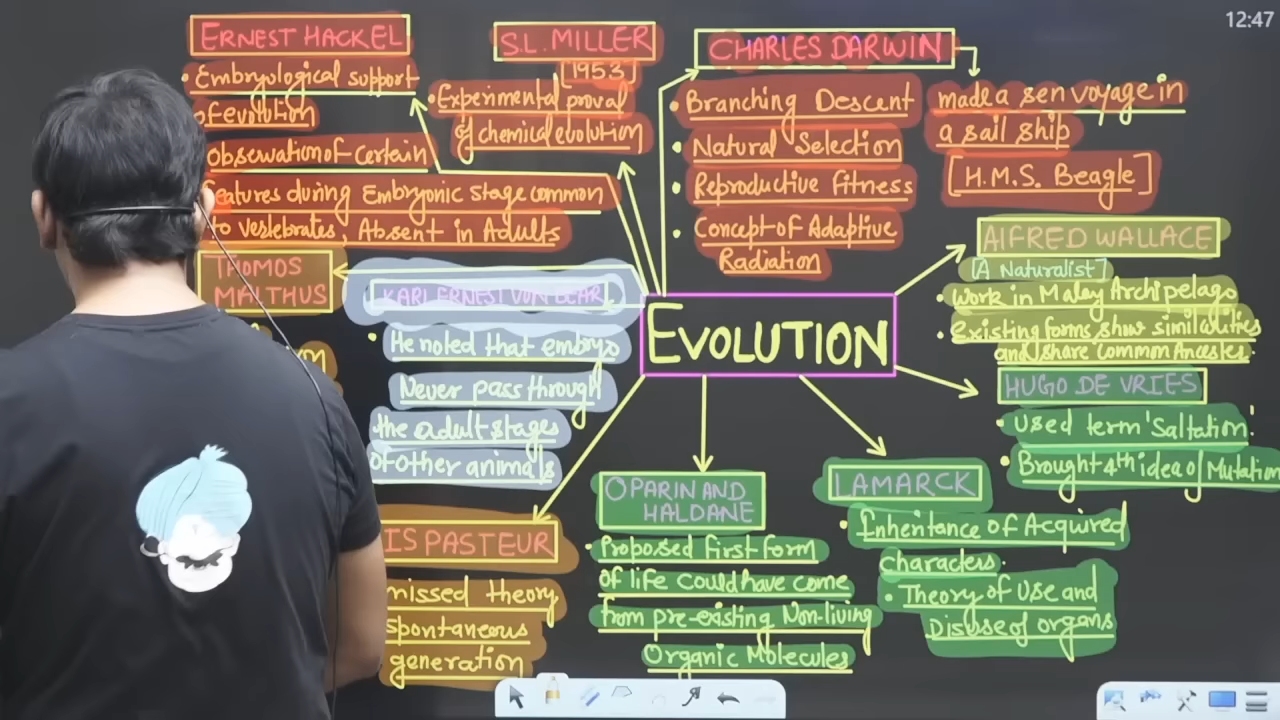 12:47
ERNEST HACKEL
• Embryological support
of evolution
observation of certain
features during Embryonic stage common
to vertebrates, Absent in Adults
S.L. MILLER
[1953]
• Experimental proval
of chemical evolution
CHARLES DARWIN
• Branching Descent
• Natural Selection
• Reproductive fitness
• Concept of Adaptive
Radiation
made a sen voyage in
a sail ship
[H.M.S. Beagle]
THOMOS
MALTHUS
KARL ERNEST VON BEAR
• He noted that embryo
Never pass through
the adult stages
of other animals
EVOLUTION
AlFRED WALLACE
[A Naturalist]
• work in Maley Archipelago
• existing forms show similarities
and share common Ancester.
HUGO DE VRIES
• Used term 'Saltation'.
• Brought 4th idea of Mutation
IS PASTEUR
missed theory
spontaneous
generation
OPARIN AND
HALDANE
• Proposed first form
of life could have come
from pre-existing Non-living
Organic Molecules
LAMARCK
• Inheritance of Acquired
characters.
• Theory of Use and
Disuse of organs